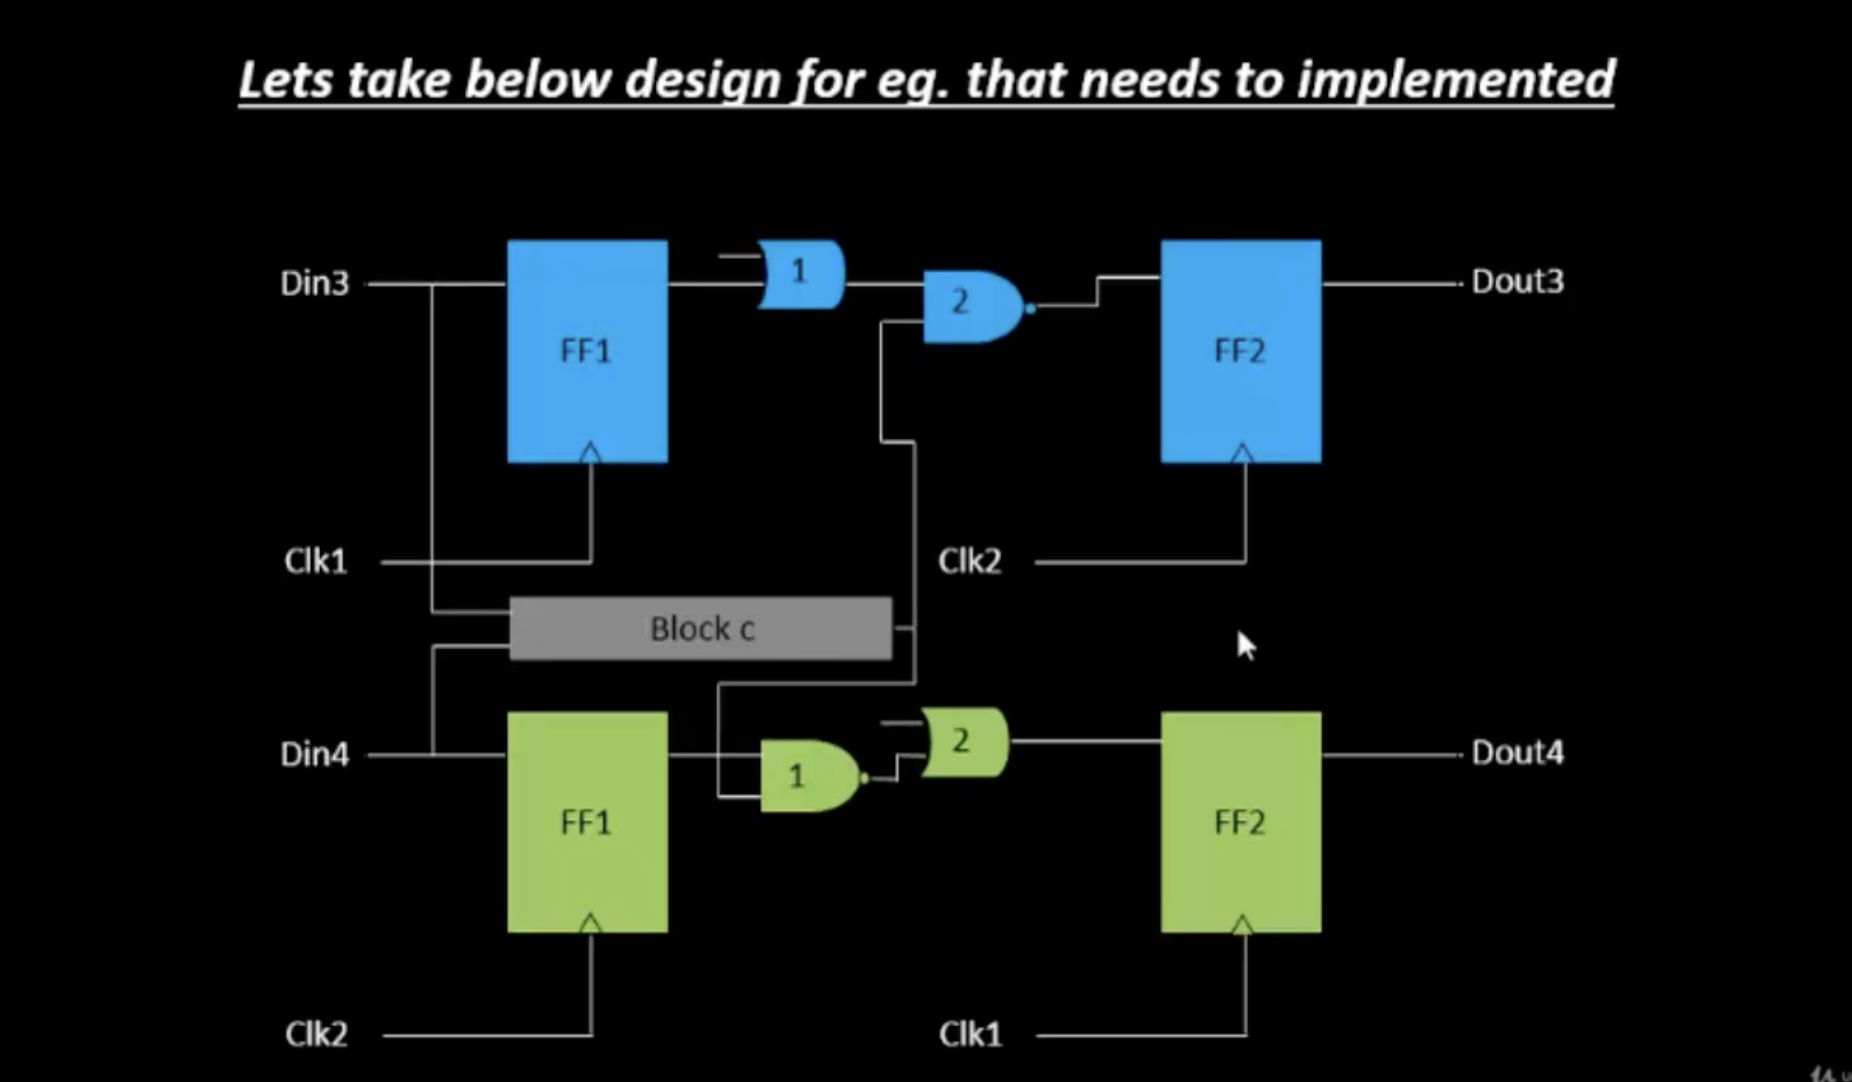 Lets take below design for eg. that needs to implemented
Din3
FF1
1
2
FF2
Dout3
Clk1
Clk2
Block c
Din4
FF1
1
2
FF2
Dout4
Clk2
Clk1